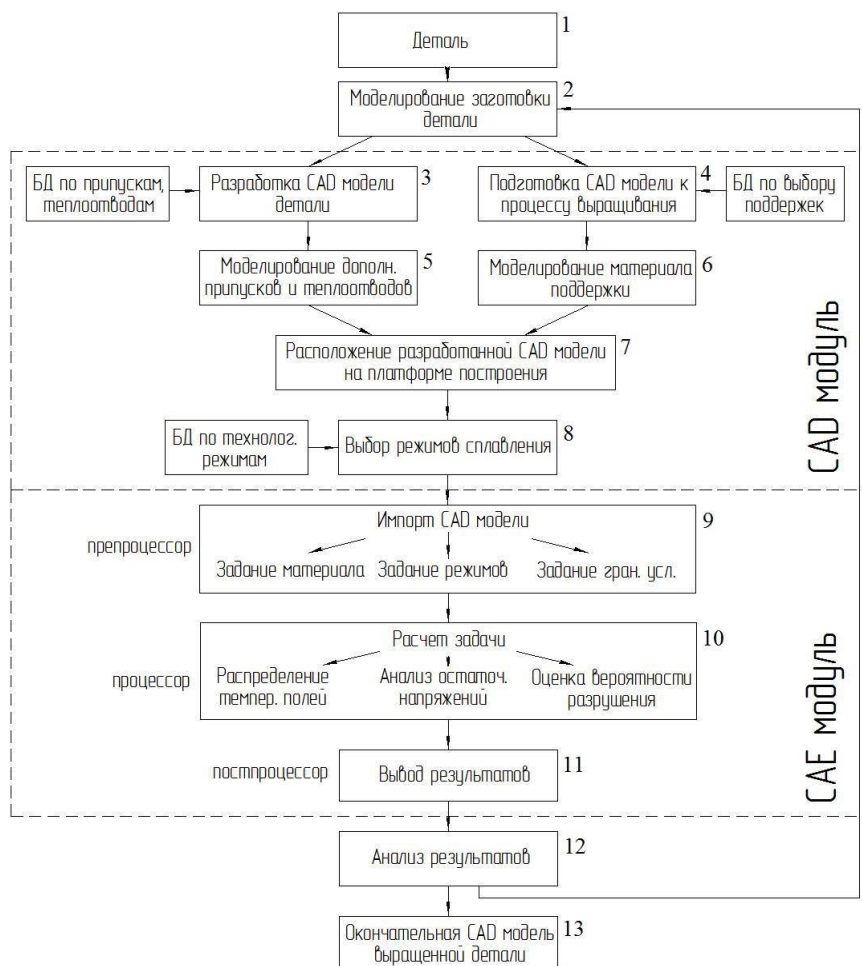 Деталь
1
Моделирование заготовки
детали
2
БД по припускам,
теплоотводам
Разработка CAD модели
детали
3
Подготовка CAD модели к
процессу выращивания
4
БД по выбору
поддержек
Моделирование дополн.
припусков и теплоотводов
5
Моделирование материала
поддержки
6
Расположение разработанной CAD модели
на платформе построения
7
БД по технолог.
режимам
Выбор режимов сплавления
8
CAD модуль
препроцессор
Импорт CAD модели
9
Задание материала
Задание режимов
Задание гран. усл.
процессор
Расчет задачи
10
Распределение
темпер. полей
Анализ остаточ.
напряжений
Оценка вероятности
разрушения
постпроцессор
Вывод результатов
11
CAE модуль
Анализ результатов
12
Окончательная CAD модель
выращенной детали
13